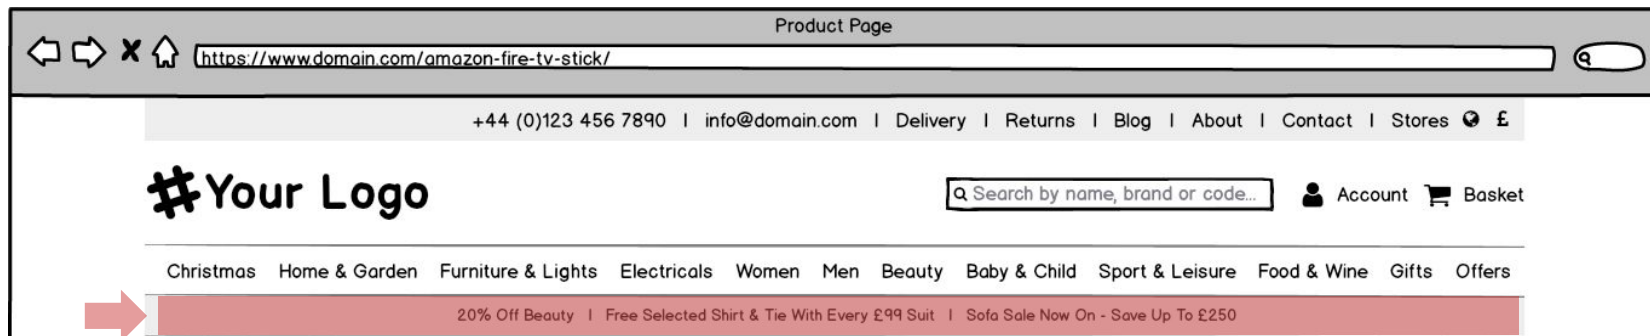 Product Page
https://www.domain.com/amazon-fire-tv-stick/
+44 (0)123 456 7890 | info@domain.com | Delivery | Returns | Blog | About | Contact | Stores £
#Your Logo
Search by name, brand or code... Account Basket
Christmas Home & Garden Furniture & Lights Electricals Women Men Beauty Baby & Child Sport & Leisure Food & Wine Gifts Offers
20% Off Beauty | Free Selected Shirt & Tie With Every £99 Suit | Sofa Sale Now On - Save Up To £250